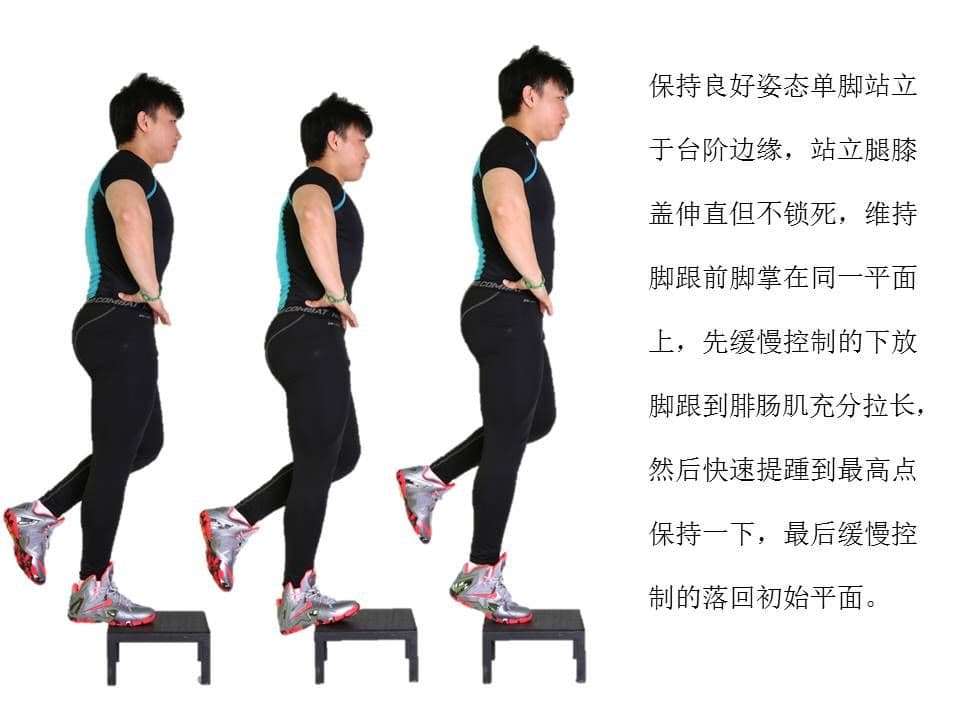 保持良好姿态单脚站立
于台阶边缘，站立腿膝
盖伸直但不锁死，维持
脚跟前脚掌在同一平面
上，先缓慢控制的下放
脚跟到腓肠肌充分拉长，
然后快速提踵到最高点
保持一下，最后缓慢控
制的落回初始平面。
COMBAT
COMBAT